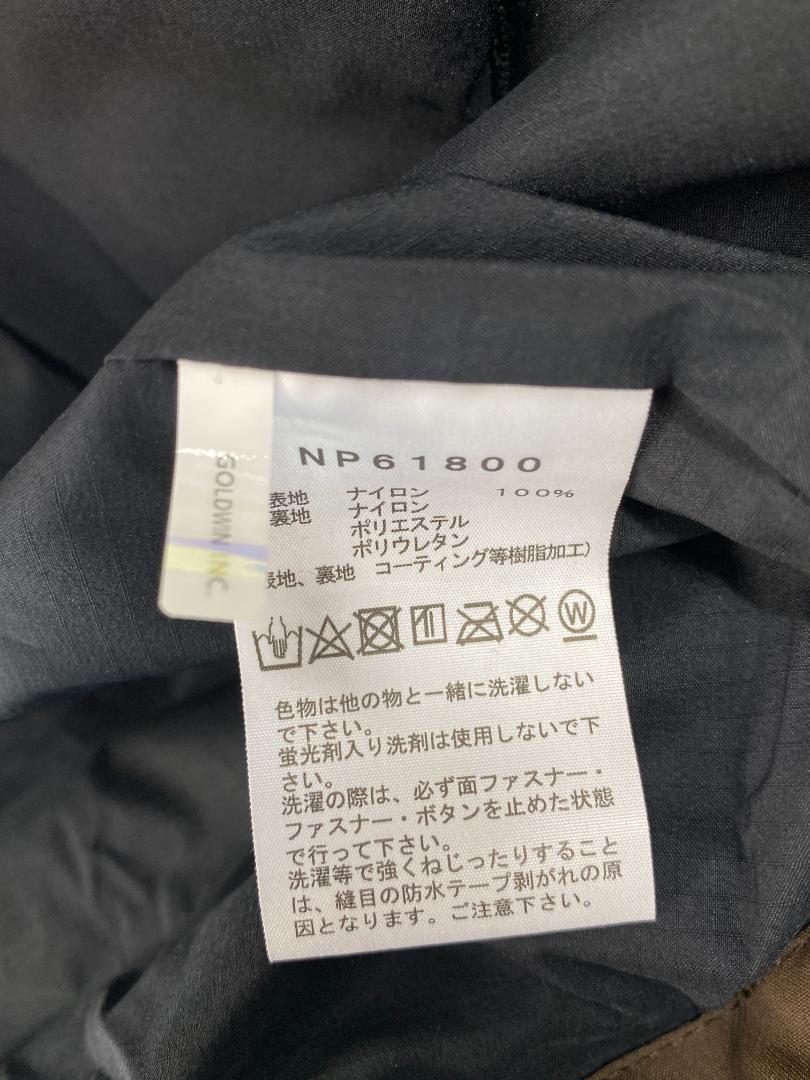 GOLDWIN INC.
NP61800
表地 ナイロン 100%
裏地 ナイロン
ポリエステル
ポリウレタン
表地、裏地 コーティング等樹脂加工)
W
色物は他の物と一緒に洗濯しない
で下さい。
蛍光剤入り洗剤は使用しないで下
さい。
洗濯の際は、必ず面ファスナー・
ファスナー・ボタンを止めた状態
で行って下さい。
洗濯等で強くねじったりすること
は、縫目の防水テープ剥がれの原
因となります。ご注意下さい。